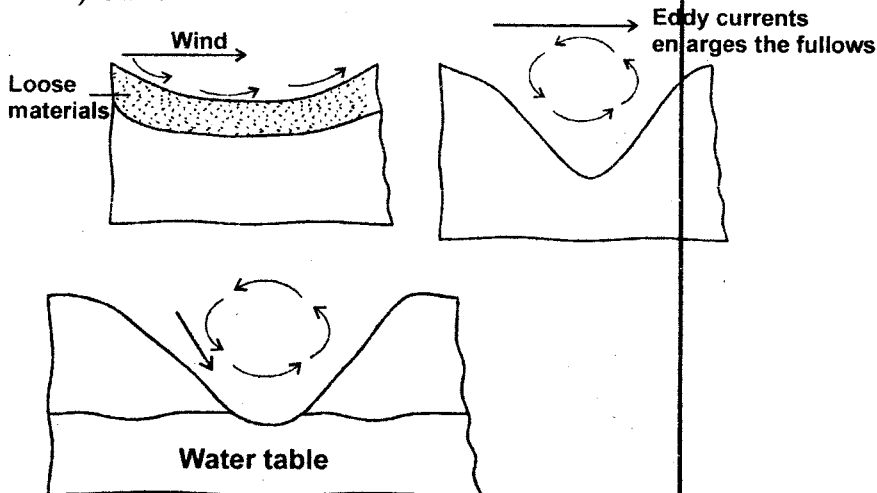 Wind
Eddy currents
enlarges the fullows
Loose
materials
Water table